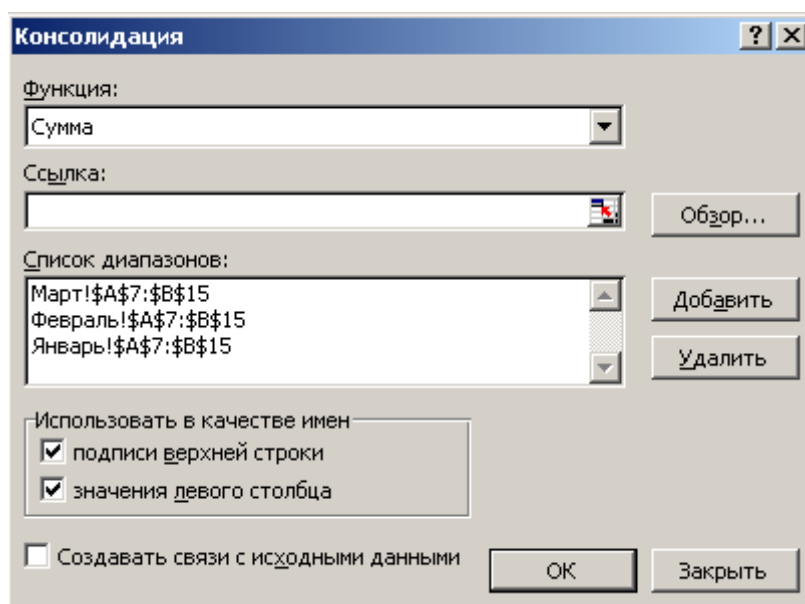 Консолидация
Функция:
Сумма
Ссылка:
Обзор...
Список диапазонов:
Март!$A$7:$B$15
Февраль!$A$7:$B$15
Январь!$A$7:$B$15
Добавить
Удалить
Использовать в качестве имен
подписи верхней строки
значения левого столбца
Создавать связи с исходными данными
ОК
Закрыть